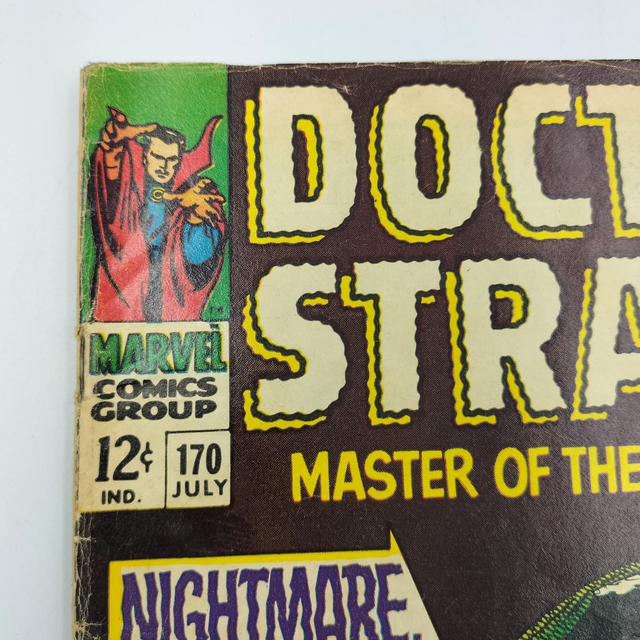 DOCT
STRA
MASTER OF THE
MARVEL
COMICS
GROUP
12¢
IND.
170
JULY
NIGHTMARE.